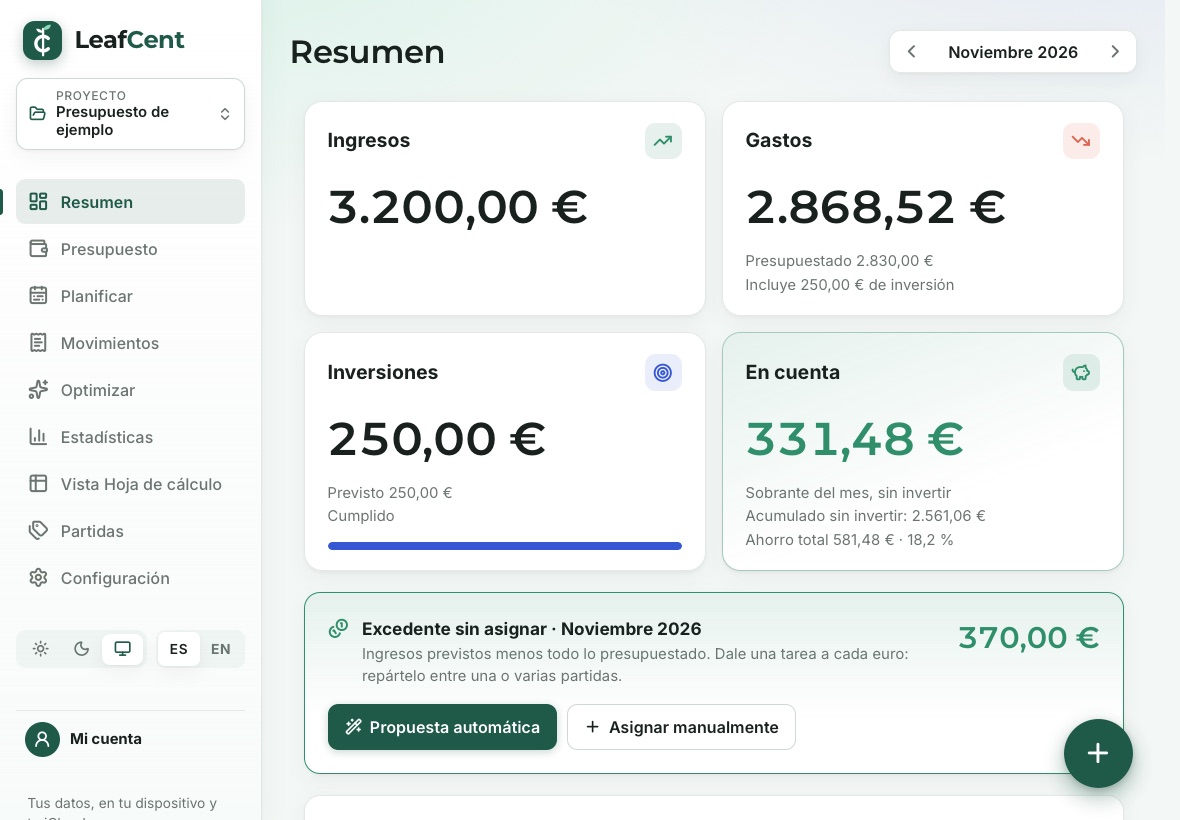 LeafCent
PROYECTO
Presupuesto de
ejemplo
Resumen
Presupuesto
Planificar
Movimientos
Optimizar
Estadísticas
Vista Hoja de cálculo
Partidas
Configuración
ES
EN
Mi cuenta
Tus datos, en tu dispositivo y
Resumen
Noviembre 2026
Ingresos
3.200,00 €
Gastos
2.868,52 €
Presupuestado 2.830,00 €
Incluye 250,00 € de inversión
Inversiones
250,00 €
Previsto 250,00 €
Cumplido
En cuenta
331,48 €
Sobrante del mes, sin invertir
Acumulado sin invertir: 2.561,06 €
Ahorro total 581,48 € · 18,2 %
Excedente sin asignar · Noviembre 2026
370,00 €
Ingresos previstos menos todo lo presupuestado. Dale una tarea a cada euro:
repártelo entre una o varias partidas.
Propuesta automática
Asignar manualmente